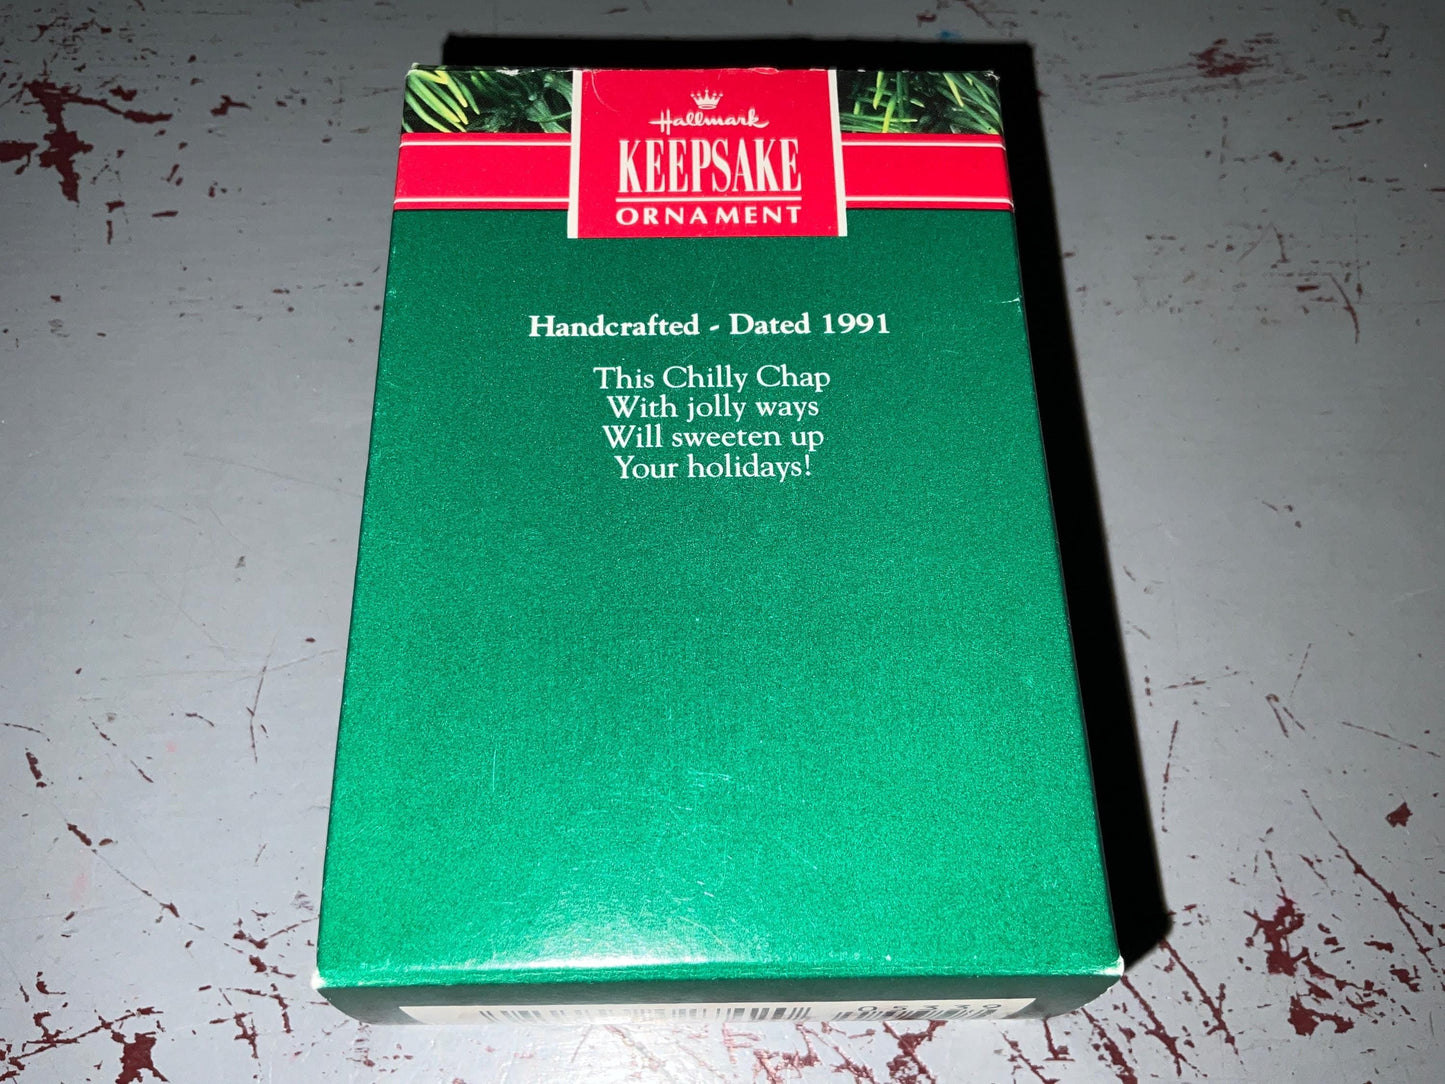 Hallmark
KEEPSAKE
ORNAMENT
Handcrafted - Dated 1991
This Chilly Chap
With jolly ways
Will sweeten up
Your holidays!